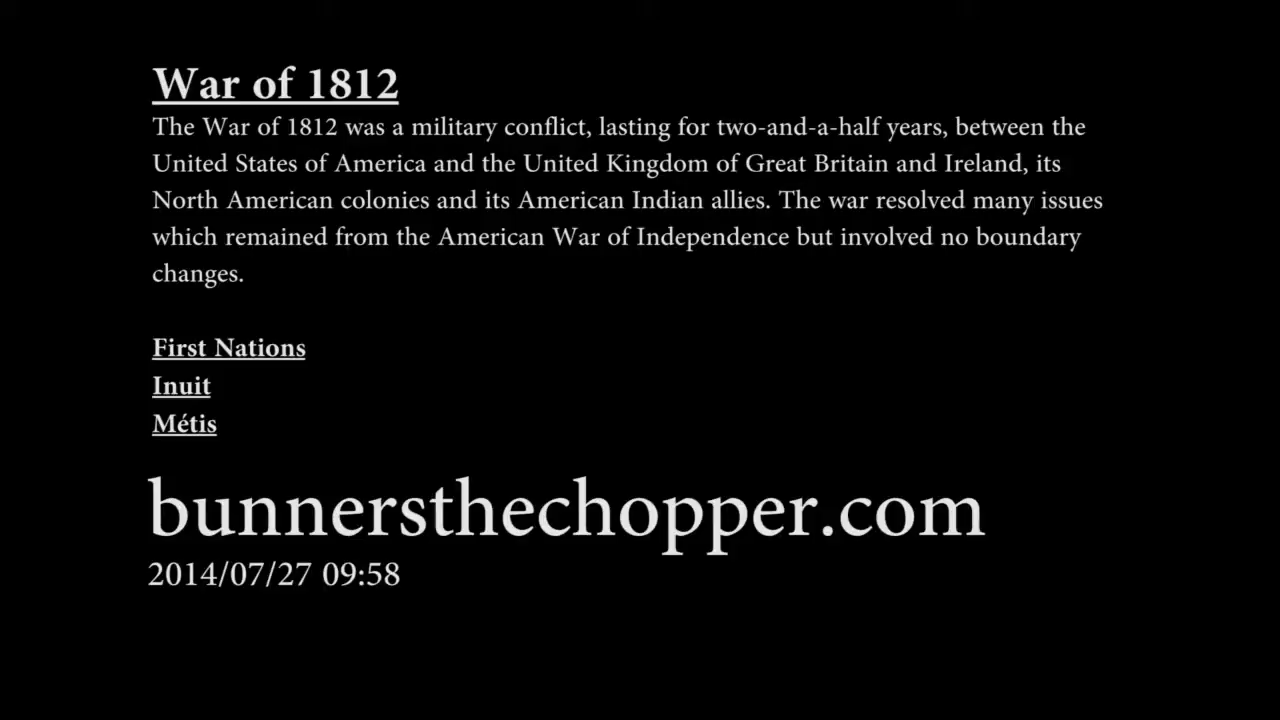 War of 1812
The War of 1812 was a military conflict, lasting for two-and-a-half years, between the
United States of America and the United Kingdom of Great Britain and Ireland, its
North American colonies and its American Indian allies. The war resolved many issues
which remained from the American War of Independence but involved no boundary
changes.
First Nations
Inuit
Métis
bunnersthechopper.com
2014/07/27 09:58